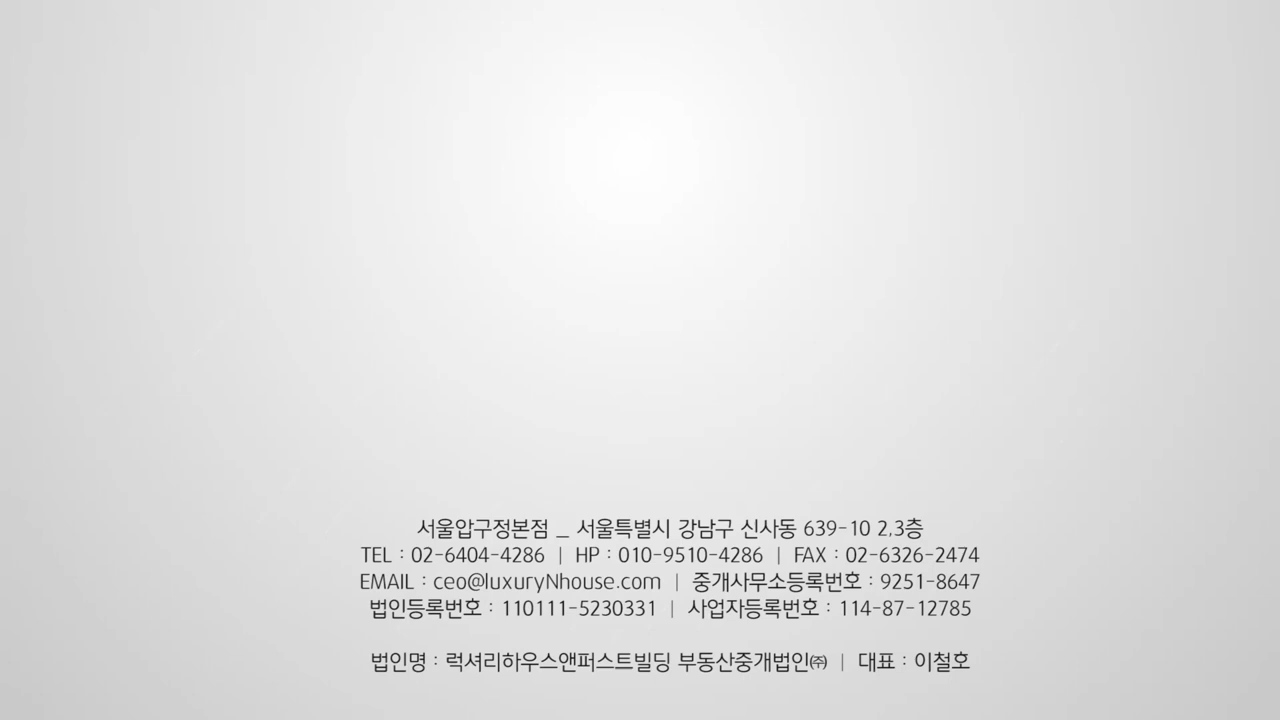 서울압구정본점 _ 서울특별시 강남구 신사동 639-10 2,3층
TEL : 02-6404-4286 | HP : 010-9510-4286 | FAX : 02-6326-2474
EMAIL : ceo@luxuryNhouse.com | 중개사무소등록번호 : 9251-8647
법인등록번호 : 110111-5230331 | 사업자등록번호 : 114-87-12785
법인명 : 럭셔리하우스앤퍼스트빌딩 부동산중개법인㈜ | 대표 : 이철호